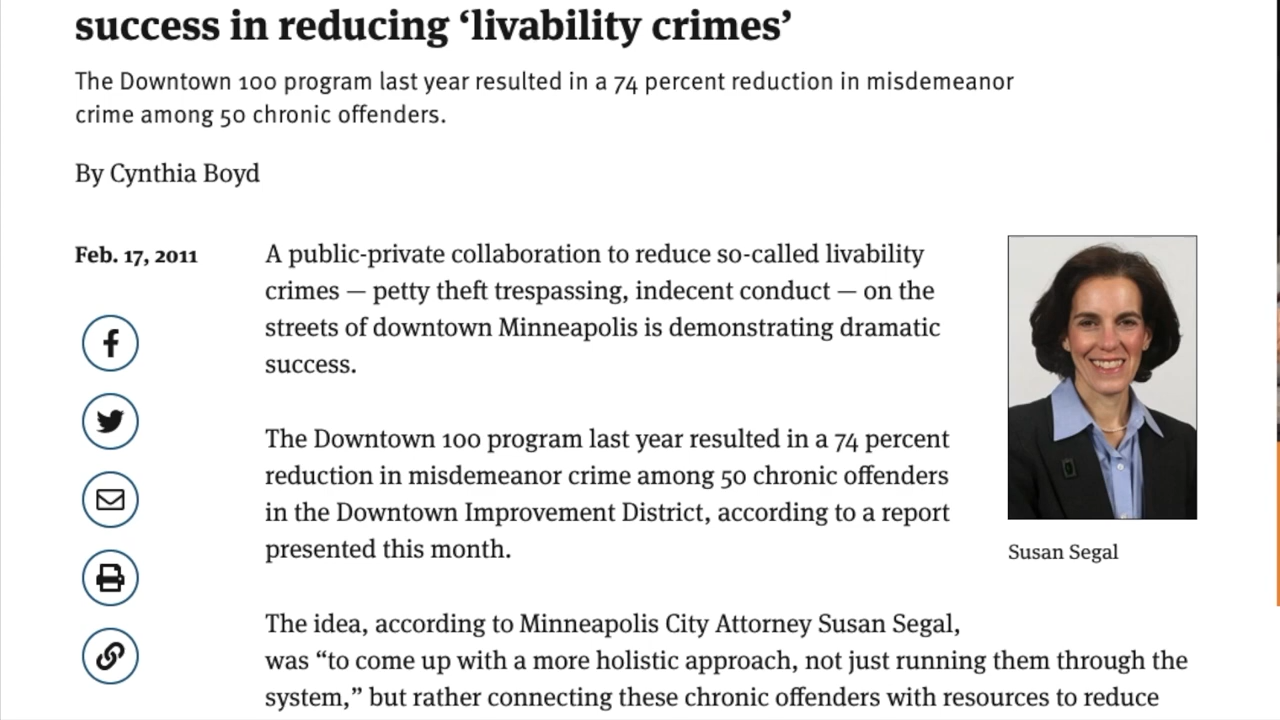 success in reducing ‘livability crimes’
The Downtown 100 program last year resulted in a 74 percent reduction in misdemeanor
crime among 50 chronic offenders.
By Cynthia Boyd
Feb. 17, 2011
A public-private collaboration to reduce so-called livability
crimes — petty theft trespassing, indecent conduct — on the
streets of downtown Minneapolis is demonstrating dramatic
success.
The Downtown 100 program last year resulted in a 74 percent
reduction in misdemeanor crime among 50 chronic offenders
in the Downtown Improvement District, according to a report
presented this month.
Susan Segal
The idea, according to Minneapolis City Attorney Susan Segal,
was “to come up with a more holistic approach, not just running them through the
system,” but rather connecting these chronic offenders with resources to reduce